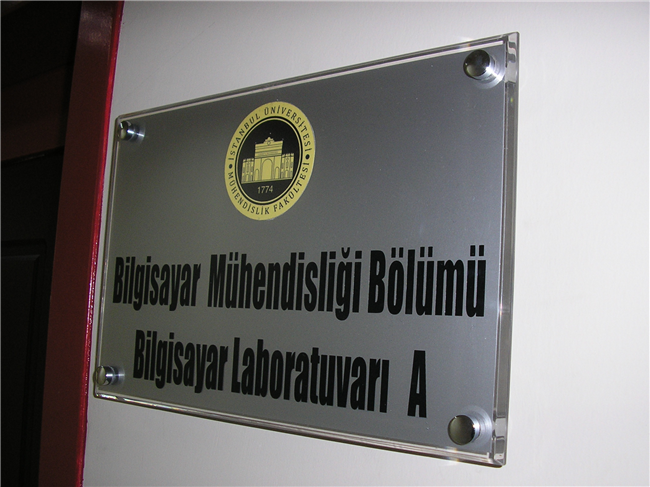 İSTANBUL ÜNİVERSİTESİ
MÜHENDİSLİK FAKÜLTESİ
1774
Bilgisayar Mühendisliği Bölümü
Bilgisayar Laboratuvarı A